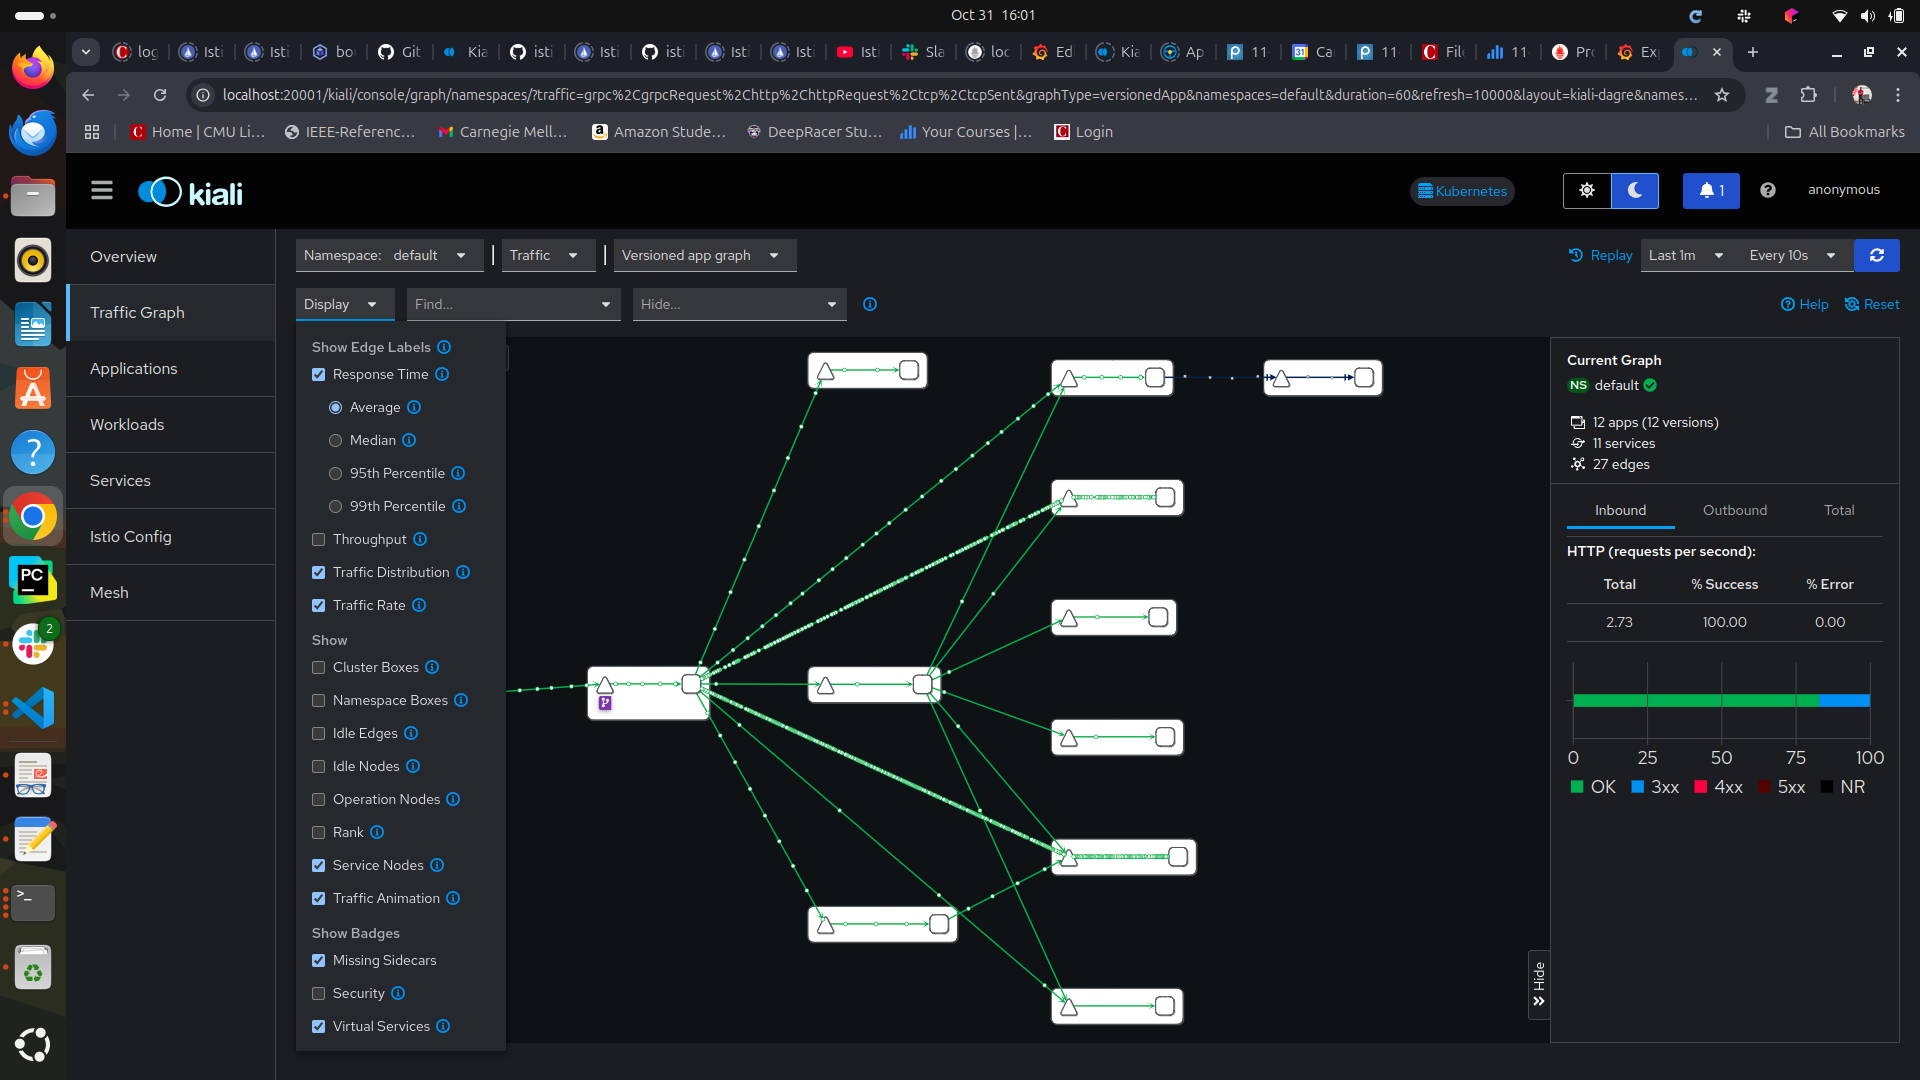 Oct 31 16:01
log
Isti
Isti
bo
Git
Kia
isti
Isti
isti
Isti
Isti
Isti
Sla
loc
Edi
Kia
Ap
11-
Ca
11-
File
11-
Pro
Exp
localhost:20001/kiali/console/graph/namespaces/?traffic=grpc%2CgrpcRequest%2Chttp%2ChttpRequest%2Ctcp%2CtcpSent&graphType=versionedApp&namespaces=default&duration=60&refresh=10000&layout=kiali-dagre&names...
Home | CMU Li...
IEEE-Referenc...
Carnegie Mell...
Amazon Stude...
DeepRacer Stu...
Your Courses |...
Login
All Bookmarks
kiali
Kubernetes
1
anonymous
Overview
Traffic Graph
Applications
Workloads
Services
Istio Config
Mesh
Namespace: default
Traffic
Versioned app graph
Replay
Last 1m
Every 10s
Display
Find...
Hide...
Help
Reset
Show Edge Labels
Response Time
Average
Median
95th Percentile
99th Percentile
Throughput
Traffic Distribution
Traffic Rate
Show
Cluster Boxes
Namespace Boxes
Idle Edges
Idle Nodes
Operation Nodes
Rank
Service Nodes
Traffic Animation
Show Badges
Missing Sidecars
Security
Virtual Services
Hide
Current Graph
NS default
12 apps (12 versions)
11 services
27 edges
Inbound
Outbound
Total
HTTP (requests per second):
Total % Success % Error
2.73 100.00 0.00
0 25 50 75 100
OK 3xx 4xx 5xx NR
PC
2